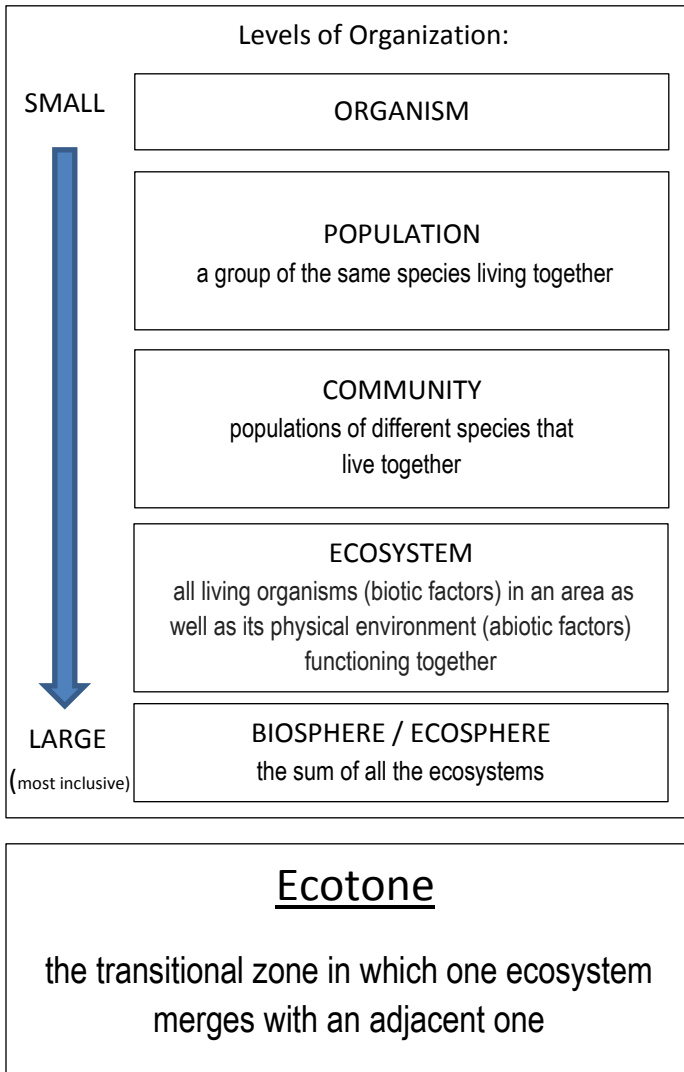 Levels of Organization:
SMALL
ORGANISM
POPULATION
a group of the same species living together
COMMUNITY
populations of different species that
live together
ECOSYSTEM
all living organisms (biotic factors) in an area as
well as its physical environment (abiotic factors)
functioning together
LARGE
(most inclusive)
BIOSPHERE / ECOSPHERE
the sum of all the ecosystems
Ecotone
the transitional zone in which one ecosystem
merges with an adjacent one